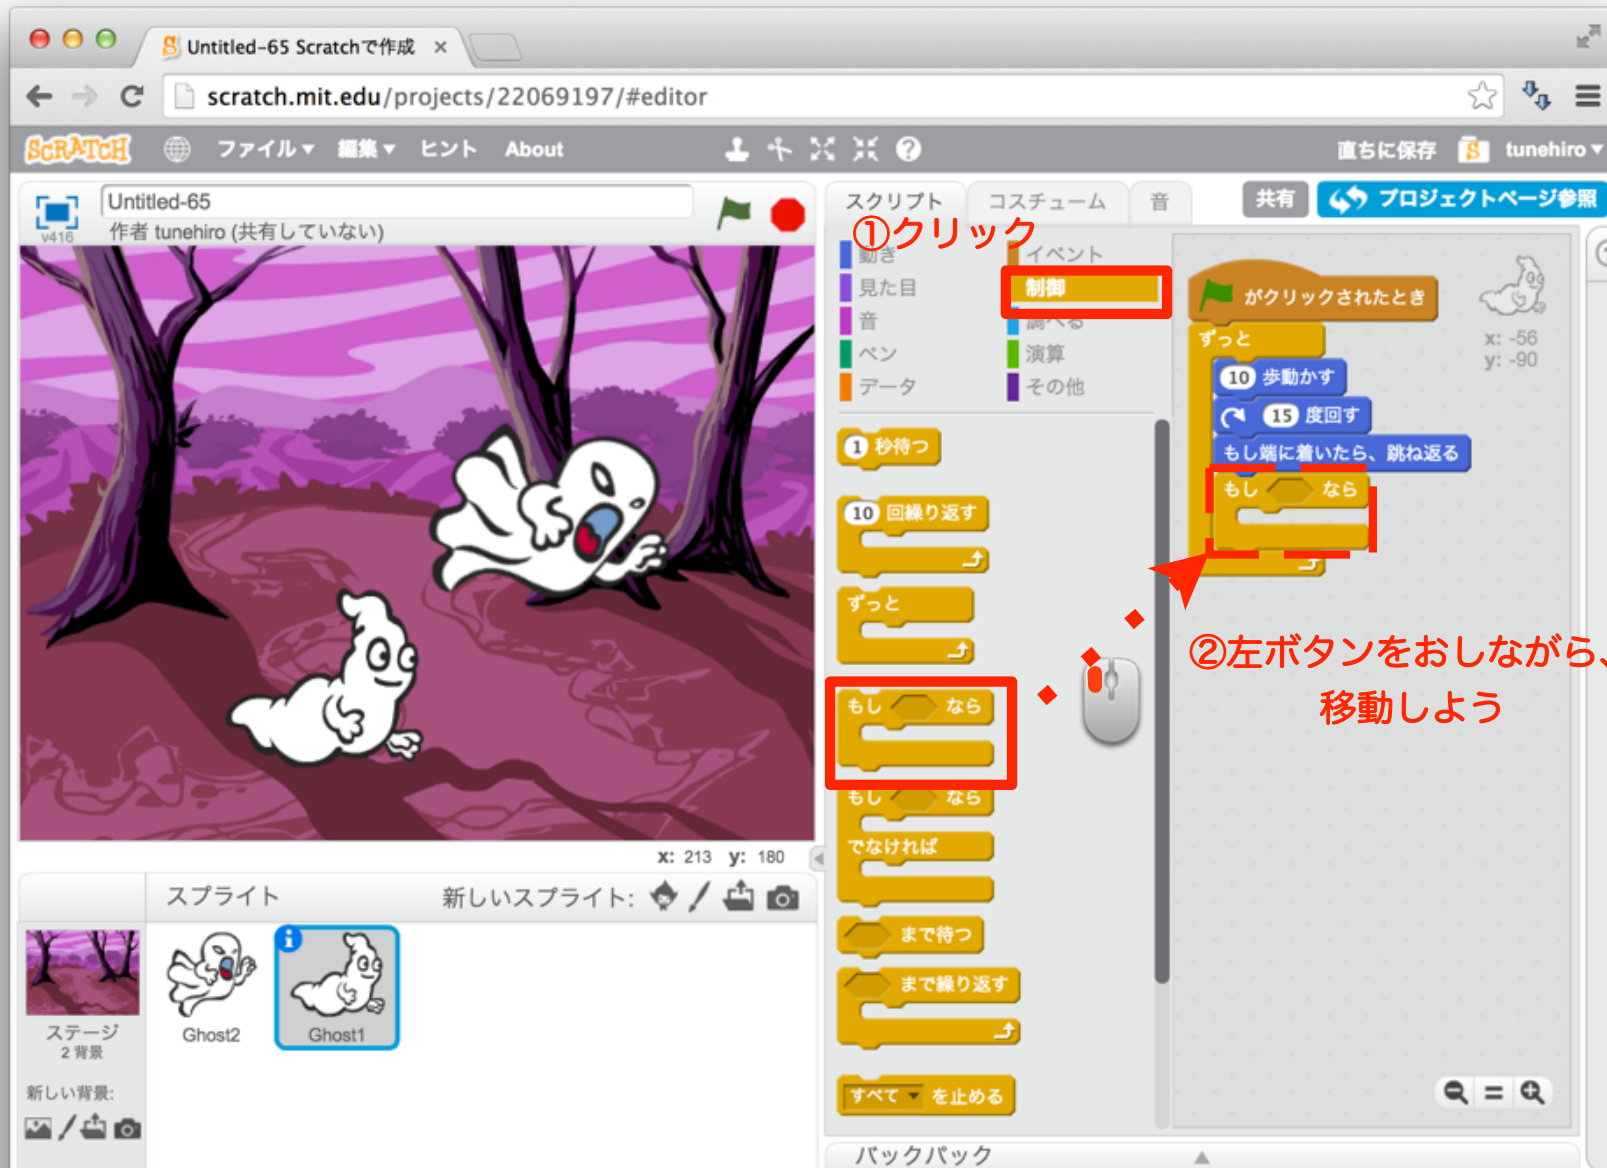 Untitled-65 Scratchで作成
scratch.mit.edu/projects/22069197/#editor
SCRATCH ファイル 編集 ヒント About 直ちに保存 tunehiro
v416
Untitled-65
作者 tunehiro (共有していない)
スクリプト コスチューム 音 共有 プロジェクトページ参照
①クリック
動き イベント
見た目 制御
音 調べる
ペン 演算
データ その他
1 秒待つ
10 回繰り返す
ずっと
もし なら
もし なら
でなければ
まで待つ
まで繰り返す
すべて を止める
がクリックされたとき
ずっと
10 歩動かす
15 度回す
もし端に着いたら、跳ね返る
もし なら
x: -56
y: -90
②左ボタンをおしながら、
移動しよう
x: 213 y: 180
スプライト 新しいスプライト:
ステージ
2 背景
新しい背景:
Ghost2
Ghost1
バックパック